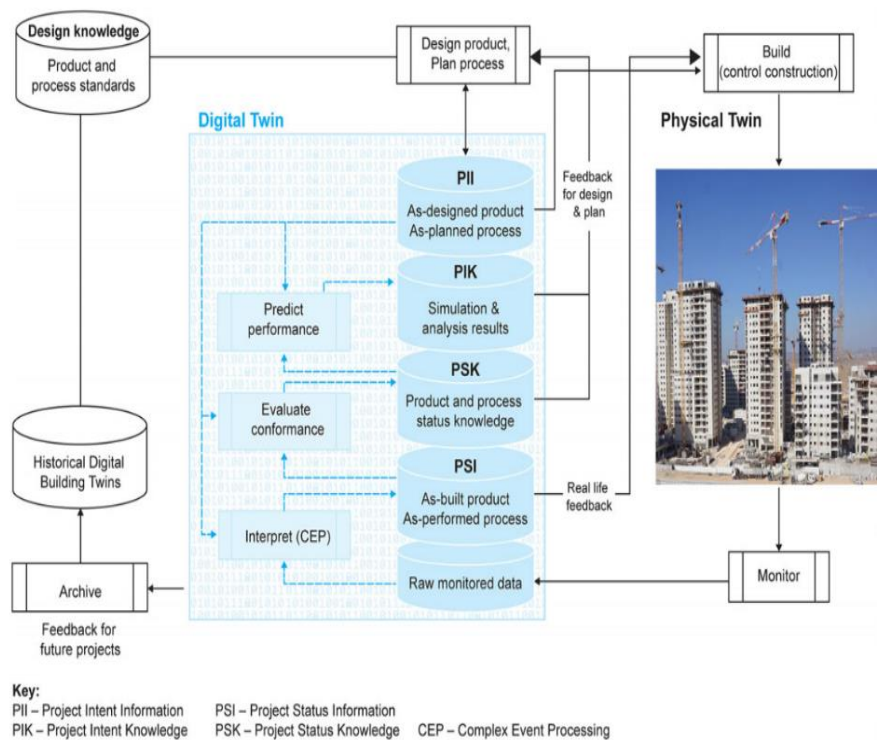 Design knowledge
Product and
process standards
Design product,
Plan process
Build
(control construction)
Digital Twin
Physical Twin
PII
As-designed product
As-planned process
Feedback
for design
& plan
PIK
Simulation &
analysis results
Predict
performance
PSK
Product and process
status knowledge
Evaluate
conformance
Historical Digital
Building Twins
PSI
As-built product
As-performed process
Real life
feedback
Interpret (CEP)
Raw monitored data
Monitor
Archive
Feedback for
future projects
Key:
PII – Project Intent Information PSI – Project Status Information
PIK – Project Intent Knowledge PSK – Project Status Knowledge CEP – Complex Event Processing